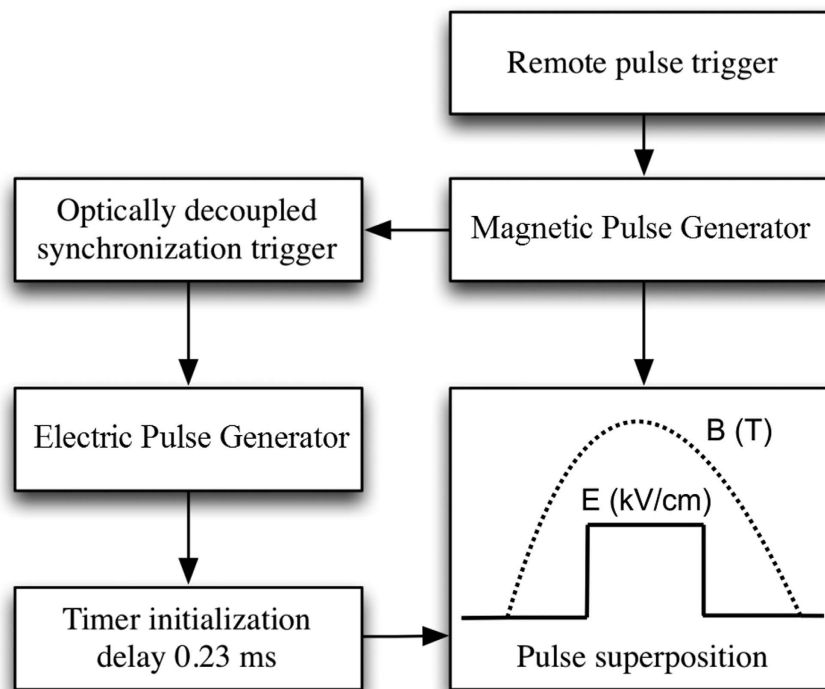 Remote pulse trigger
Optically decoupled
synchronization trigger
Magnetic Pulse Generator
Electric Pulse Generator
B (T)
E (kV/cm)
Timer initialization
delay 0.23 ms
Pulse superposition